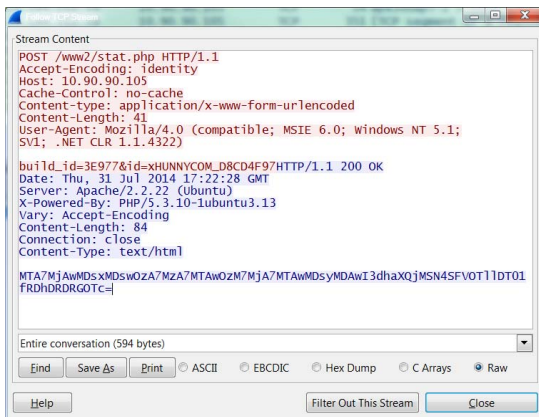 Follow TCP Stream
Stream Content
POST /www2/stat.php HTTP/1.1
Accept-Encoding: identity
Host: 10.90.90.105
Cache-Control: no-cache
Content-type: application/x-www-form-urlencoded
Content-Length: 41
User-Agent: Mozilla/4.0 (compatible; MSIE 6.0; Windows NT 5.1;
SV1; .NET CLR 1.1.4322)
build_id=3E977&id=xHUNNYCOM_D8CD4F97HTTP/1.1 200 OK
Date: Thu, 31 Jul 2014 17:22:28 GMT
Server: Apache/2.2.22 (Ubuntu)
X-Powered-By: PHP/5.3.10-1ubuntu3.13
Vary: Accept-Encoding
Content-Length: 84
Connection: close
Content-Type: text/html
MTA7MjAwMDsxMDswOzA7MzA7MTAwOzM7MjA7MTAwMDsyMDAwI3dhaXQjMSN4SFVOTllDT01
fRDhDRDRGOTc=
Entire conversation (594 bytes)
Find Save As Print ASCII EBCDIC Hex Dump C Arrays Raw
Help Filter Out This Stream Close